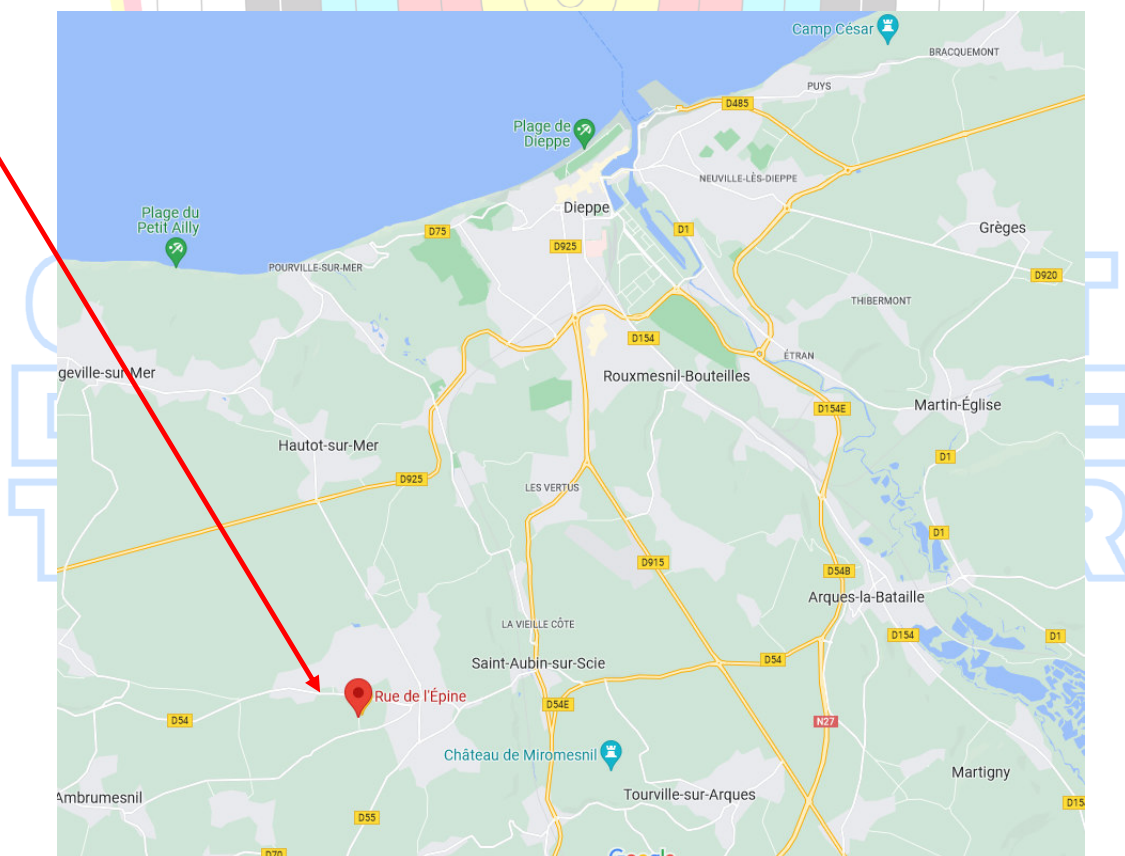 Camp César
BRACQUEMONT
PUYS
D485
Plage de
Dieppe
NEUVILLE-LÈS-DIEPPE
Dieppe
Plage du
Petit Ailly
D75
D1
Grèges
D925
POURVILLE-SUR-MER
D920
THIBERMONT
D154
ÉTRAN
geville-sur-Mer
Rouxmesnil-Bouteilles
D154E
Martin-Église
Hautot-sur-Mer
D1
D925
LES VERTUS
D1
D915
D54B
Arques-la-Bataille
LA VIEILLE CÔTE
D154
D1
Saint-Aubin-sur-Scie
D54
Rue de l'Épine
D54E
D54
N27
Château de Miromesnil
Martigny
Ambrumesnil
Tourville-sur-Arques
D15
D55
D70
Google